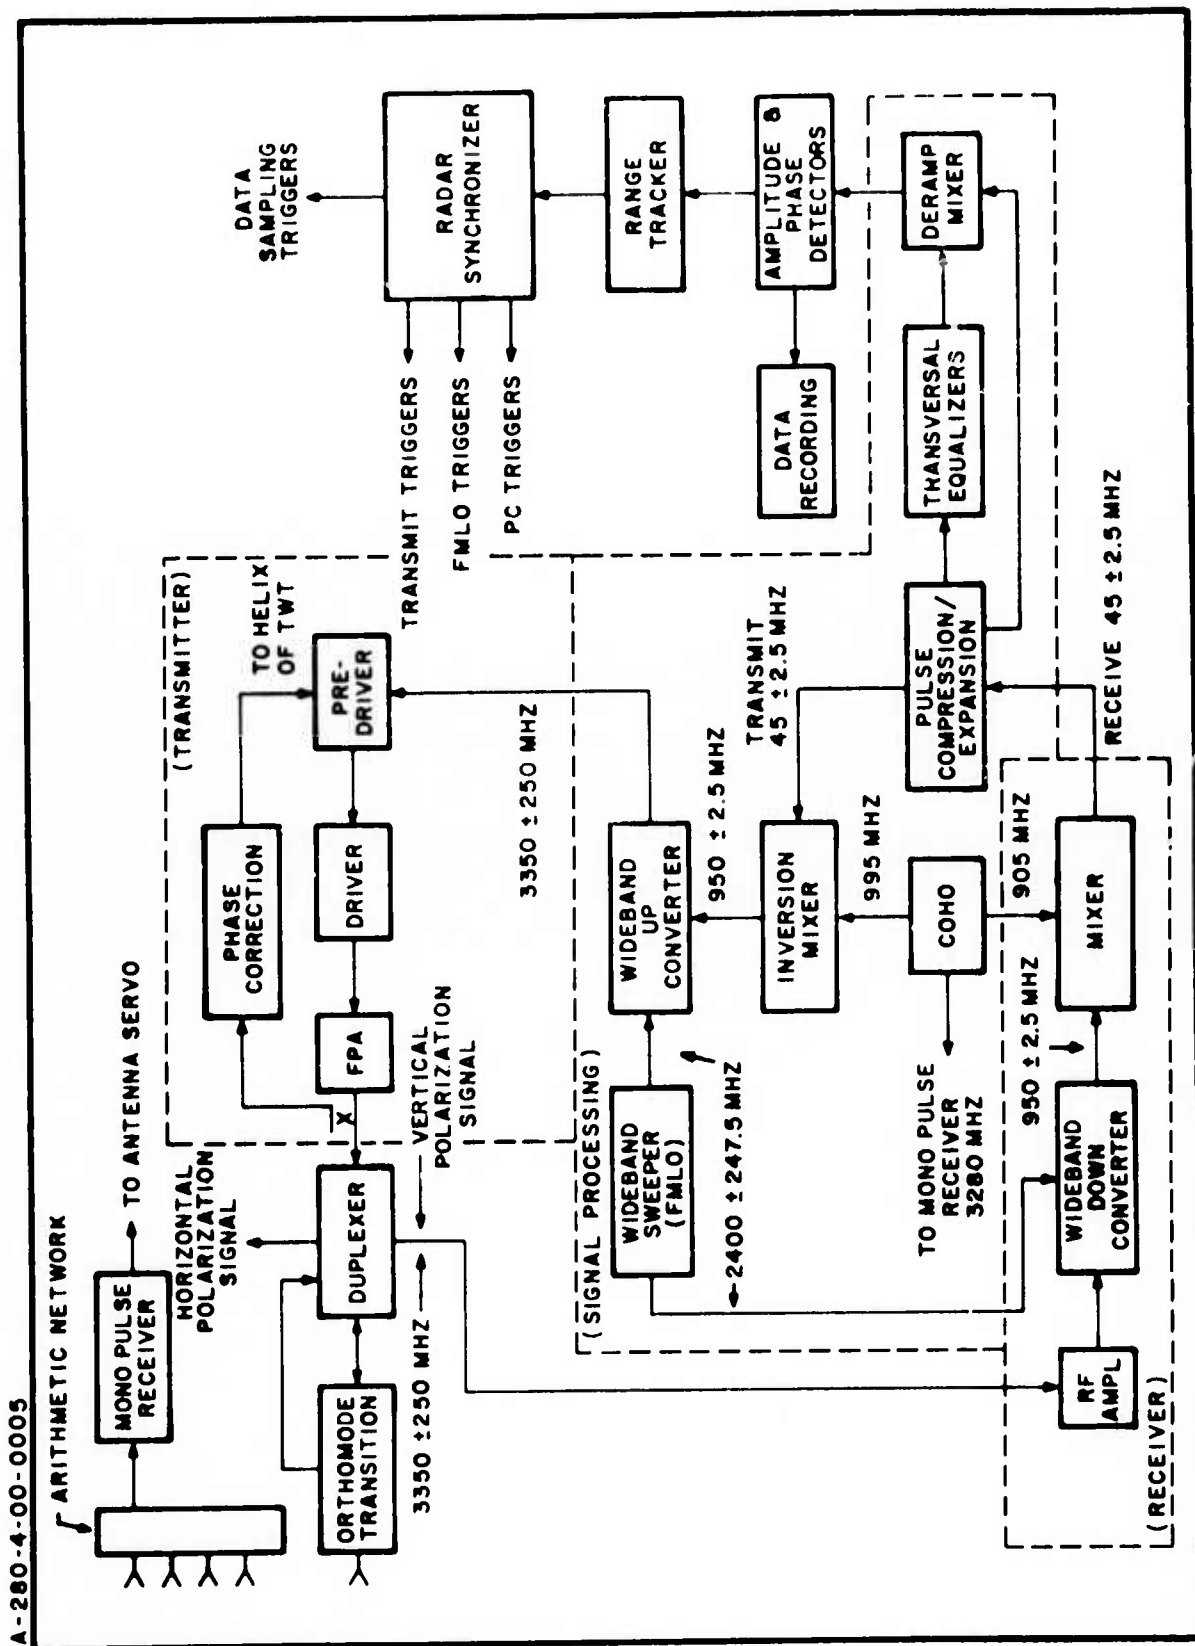 A-280-4-00-0005
ARITHMETIC NETWORK
MONO PULSE
RECEIVER
TO ANTENNA SERVO
ORTHOMODE
TRANSITION
HORIZONTAL
POLARIZATION
SIGNAL
DUPLEXER
3350 ±250 MHZ
VERTICAL
POLARIZATION
SIGNAL
(TRANSMITTER)
PHASE
CORRECTION
TO HELIX
OF TWT
X
FPA
DRIVER
PRE-
DRIVER
3350 ±250 MHZ
DATA
SAMPLING
TRIGGERS
RADAR
SYNCHRONIZER
TRANSMIT TRIGGERS
FMLO TRIGGERS
PC TRIGGERS
RANGE
TRACKER
AMPLITUDE &
PHASE
DETECTORS
DATA
RECORDING
(SIGNAL PROCESSING)
WIDEBAND
SWEEPER
(FMLO)
2400 ± 247.5 MHZ
WIDEBAND
UP
CONVERTER
950 ± 2.5 MHZ
TRANSMIT
45 ± 2.5 MHZ
INVERSION
MIXER
995 MHZ
COHO
TO MONO PULSE
RECEIVER
3280 MHZ
905 MHZ
PULSE
COMPRESSION/
EXPANSION
TRANSVERSAL
EQUALIZERS
DERAMP
MIXER
RECEIVE 45 ± 2.5 MHZ
RF
AMPL
WIDEBAND
DOWN
CONVERTER
950 ± 2.5 MHZ
MIXER
(RECEIVER)